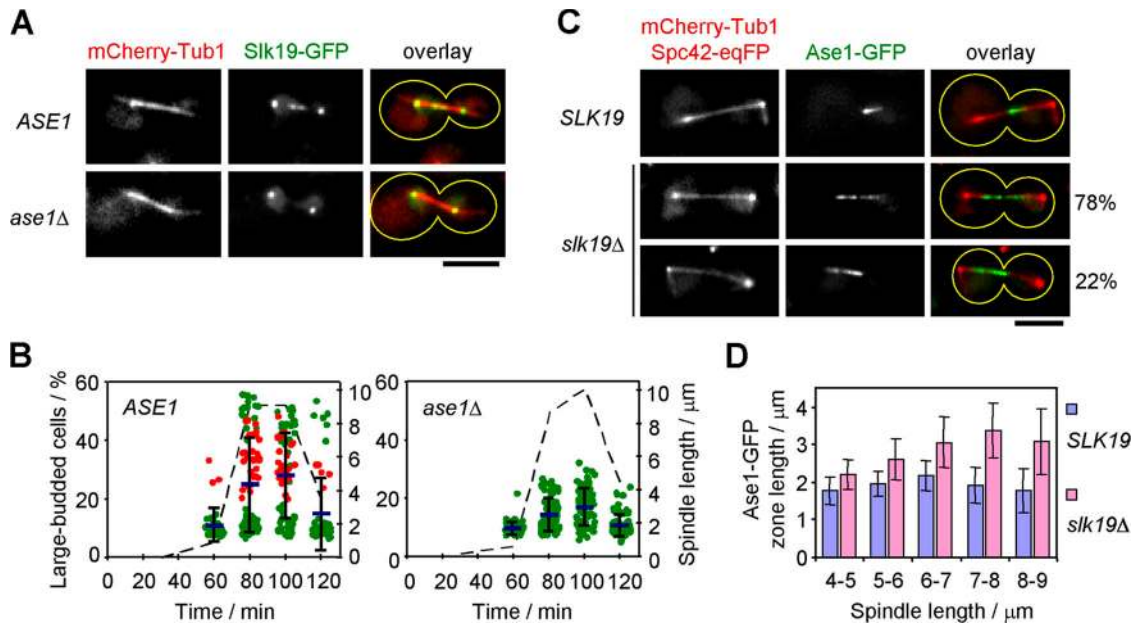 A
mCherry-Tub1 Slk19-GFP overlay
ASE1
ase1Δ
B
Large-budded cells / %
60
40
20
0
ASE1
10
8
6
4
2
0
Spindle length / μm
0 20 40 60 80 100 120
Time / min
60
40
20
0
ase1Δ
10
8
6
4
2
0
Spindle length / μm
0 20 40 60 80 100 120
Time / min
C
mCherry-Tub1
Spc42-eqFP Ase1-GFP overlay
SLK19
slk19Δ
78%
22%
D
Ase1-GFP
zone length / μm
4
3
2
1
0
4-5 5-6 6-7 7-8 8-9
Spindle length / μm
SLK19
slk19Δ